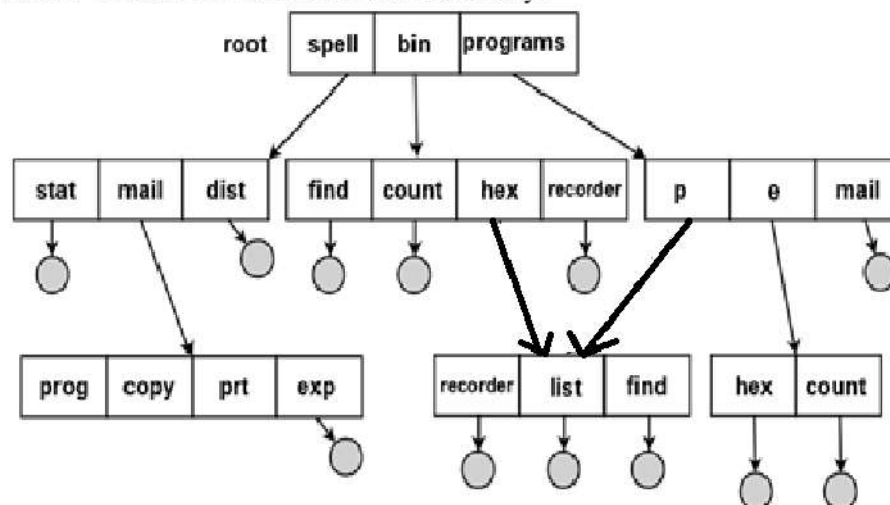 root spell bin programs
stat mail dist find count hex recorder p e mail
prog copy prt exp recorder list find hex count